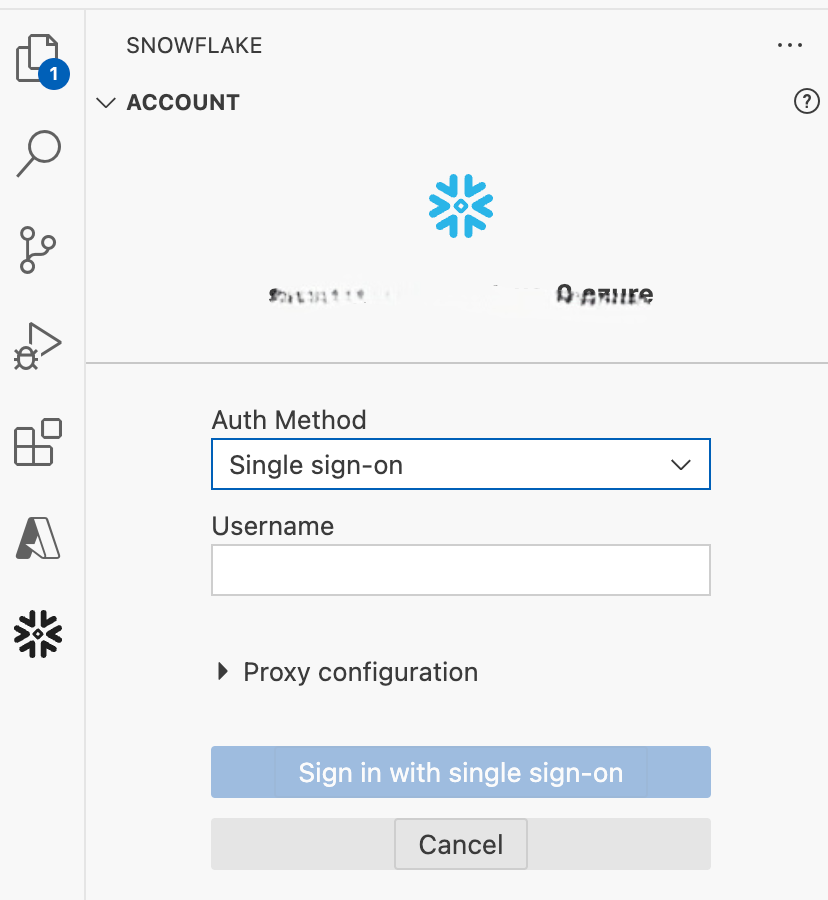 SNOWFLAKE
1
ACCOUNT
azure
Auth Method
Single sign-on
Username
Proxy configuration
Sign in with single sign-on
Cancel